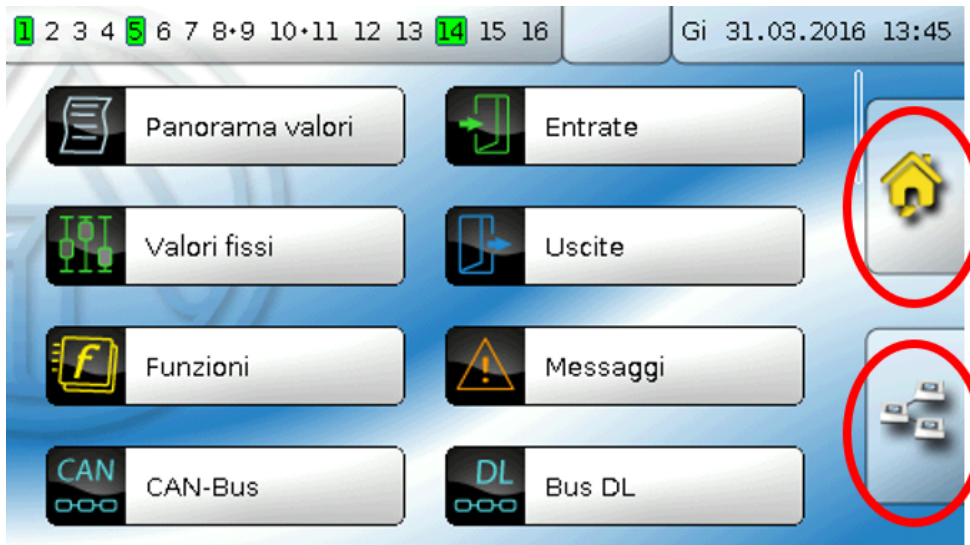 1 2 3 4 5 6 7 8•9 10•11 12 13 14 15 16 Gi 31.03.2016 13:45
Panorama valori Entrate
Valori fissi Uscite
f Funzioni Messaggi
CAN CAN-Bus DL Bus DL